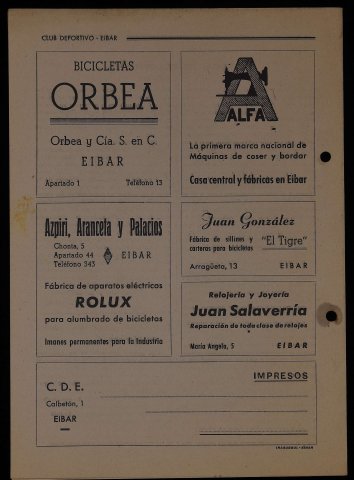 CLUB DEPORTIVO - EIBAR
BICICLETAS
ORBEA
Orbea y Cía. S. en C.
EIBAR
Apartado 1 Teléfono 13
ALFA
La primera marca nacional de
Máquinas de coser y bordar
Casa central y fábricas en Eibar
Azpiri, Aranceta y Palacios
Chonta, 5
Apartado 44 EIBAR
Teléfono 343
Fábrica de aparatos eléctricos
ROLUX
para alumbrado de bicicletas
Imanes permanentes para la Industria
Juan González
Fábrica de sillines y
carteras para bicicletas "El Tigre"
Arragüeta, 13 EIBAR
Relojería y Joyería
Juan Salaverría
Reparación de toda clase de relojes
María Angela, 5 EIBAR
C. D. E.
Calbetón, 1
EIBAR
IMPRESOS